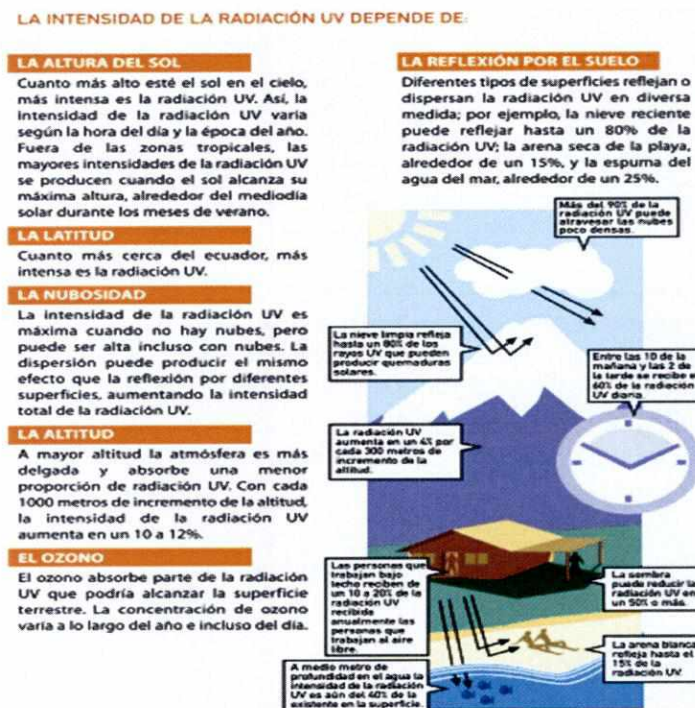 LA INTENSIDAD DE LA RADIACIÓN UV DEPENDE DE:
LA ALTURA DEL SOL
Cuanto más alto esté el sol en el cielo,
más intensa es la radiación UV. Así, la
intensidad de la radiación UV varía
según la hora del día y la época del año.
Fuera de las zonas tropicales, las
mayores intensidades de la radiación UV
se producen cuando el sol alcanza su
máxima altura, alrededor del mediodía
solar durante los meses de verano.
LA LATITUD
Cuanto más cerca del ecuador, más
intensa es la radiación UV.
LA NUBOSIDAD
La intensidad de la radiación UV es
máxima cuando no hay nubes, pero
puede ser alta incluso con nubes. La
dispersión puede producir el mismo
efecto que la reflexión por diferentes
superficies, aumentando la intensidad
total de la radiación UV.
LA ALTITUD
A mayor altitud la atmósfera es más
delgada y absorbe una menor
proporción de radiación UV. Con cada
1000 metros de incremento de la altitud,
la intensidad de la radiación UV
aumenta en un 10 a 12%.
EL OZONO
El ozono absorbe parte de la radiación
UV que podría alcanzar la superficie
terrestre. La concentración de ozono
varía a lo largo del año e incluso del día.
LA REFLEXIÓN POR EL SUELO
Diferentes tipos de superficies reflejan o
dispersan la radiación UV en diversa
medida; por ejemplo, la nieve reciente
puede reflejar hasta un 80% de la
radiación UV; la arena seca de la playa,
alrededor de un 15%, y la espuma del
agua del mar, alrededor de un 25%.
Más del 90% de la
radiación UV puede
atravesar las nubes
poco densas.
La nieve limpia refleja
hasta un 80% de los
rayos UV que pueden
producir quemaduras
solares.
Entre las 10 de la
mañana y las 2 de
la tarde se recibe e
60% de la radiación
UV diaria.
La radiación UV
aumenta en un 4% por
cada 300 metros de
incremento de la
altitud.
Las personas que
trabajan bajo
techo reciben de
un 10 a 20% de la
radiación UV
recibida
anualmente las
personas que
trabajan al aire
libre.
La sombra
puede reducir la
radiación UV en
un 50% o más.
La arena blanca
refleja hasta el
15% de la
radiación UV.
A medio metro de
profundidad en el agua la
intensidad de la radiación
UV es aún del 40% de la
existente en la superficie.